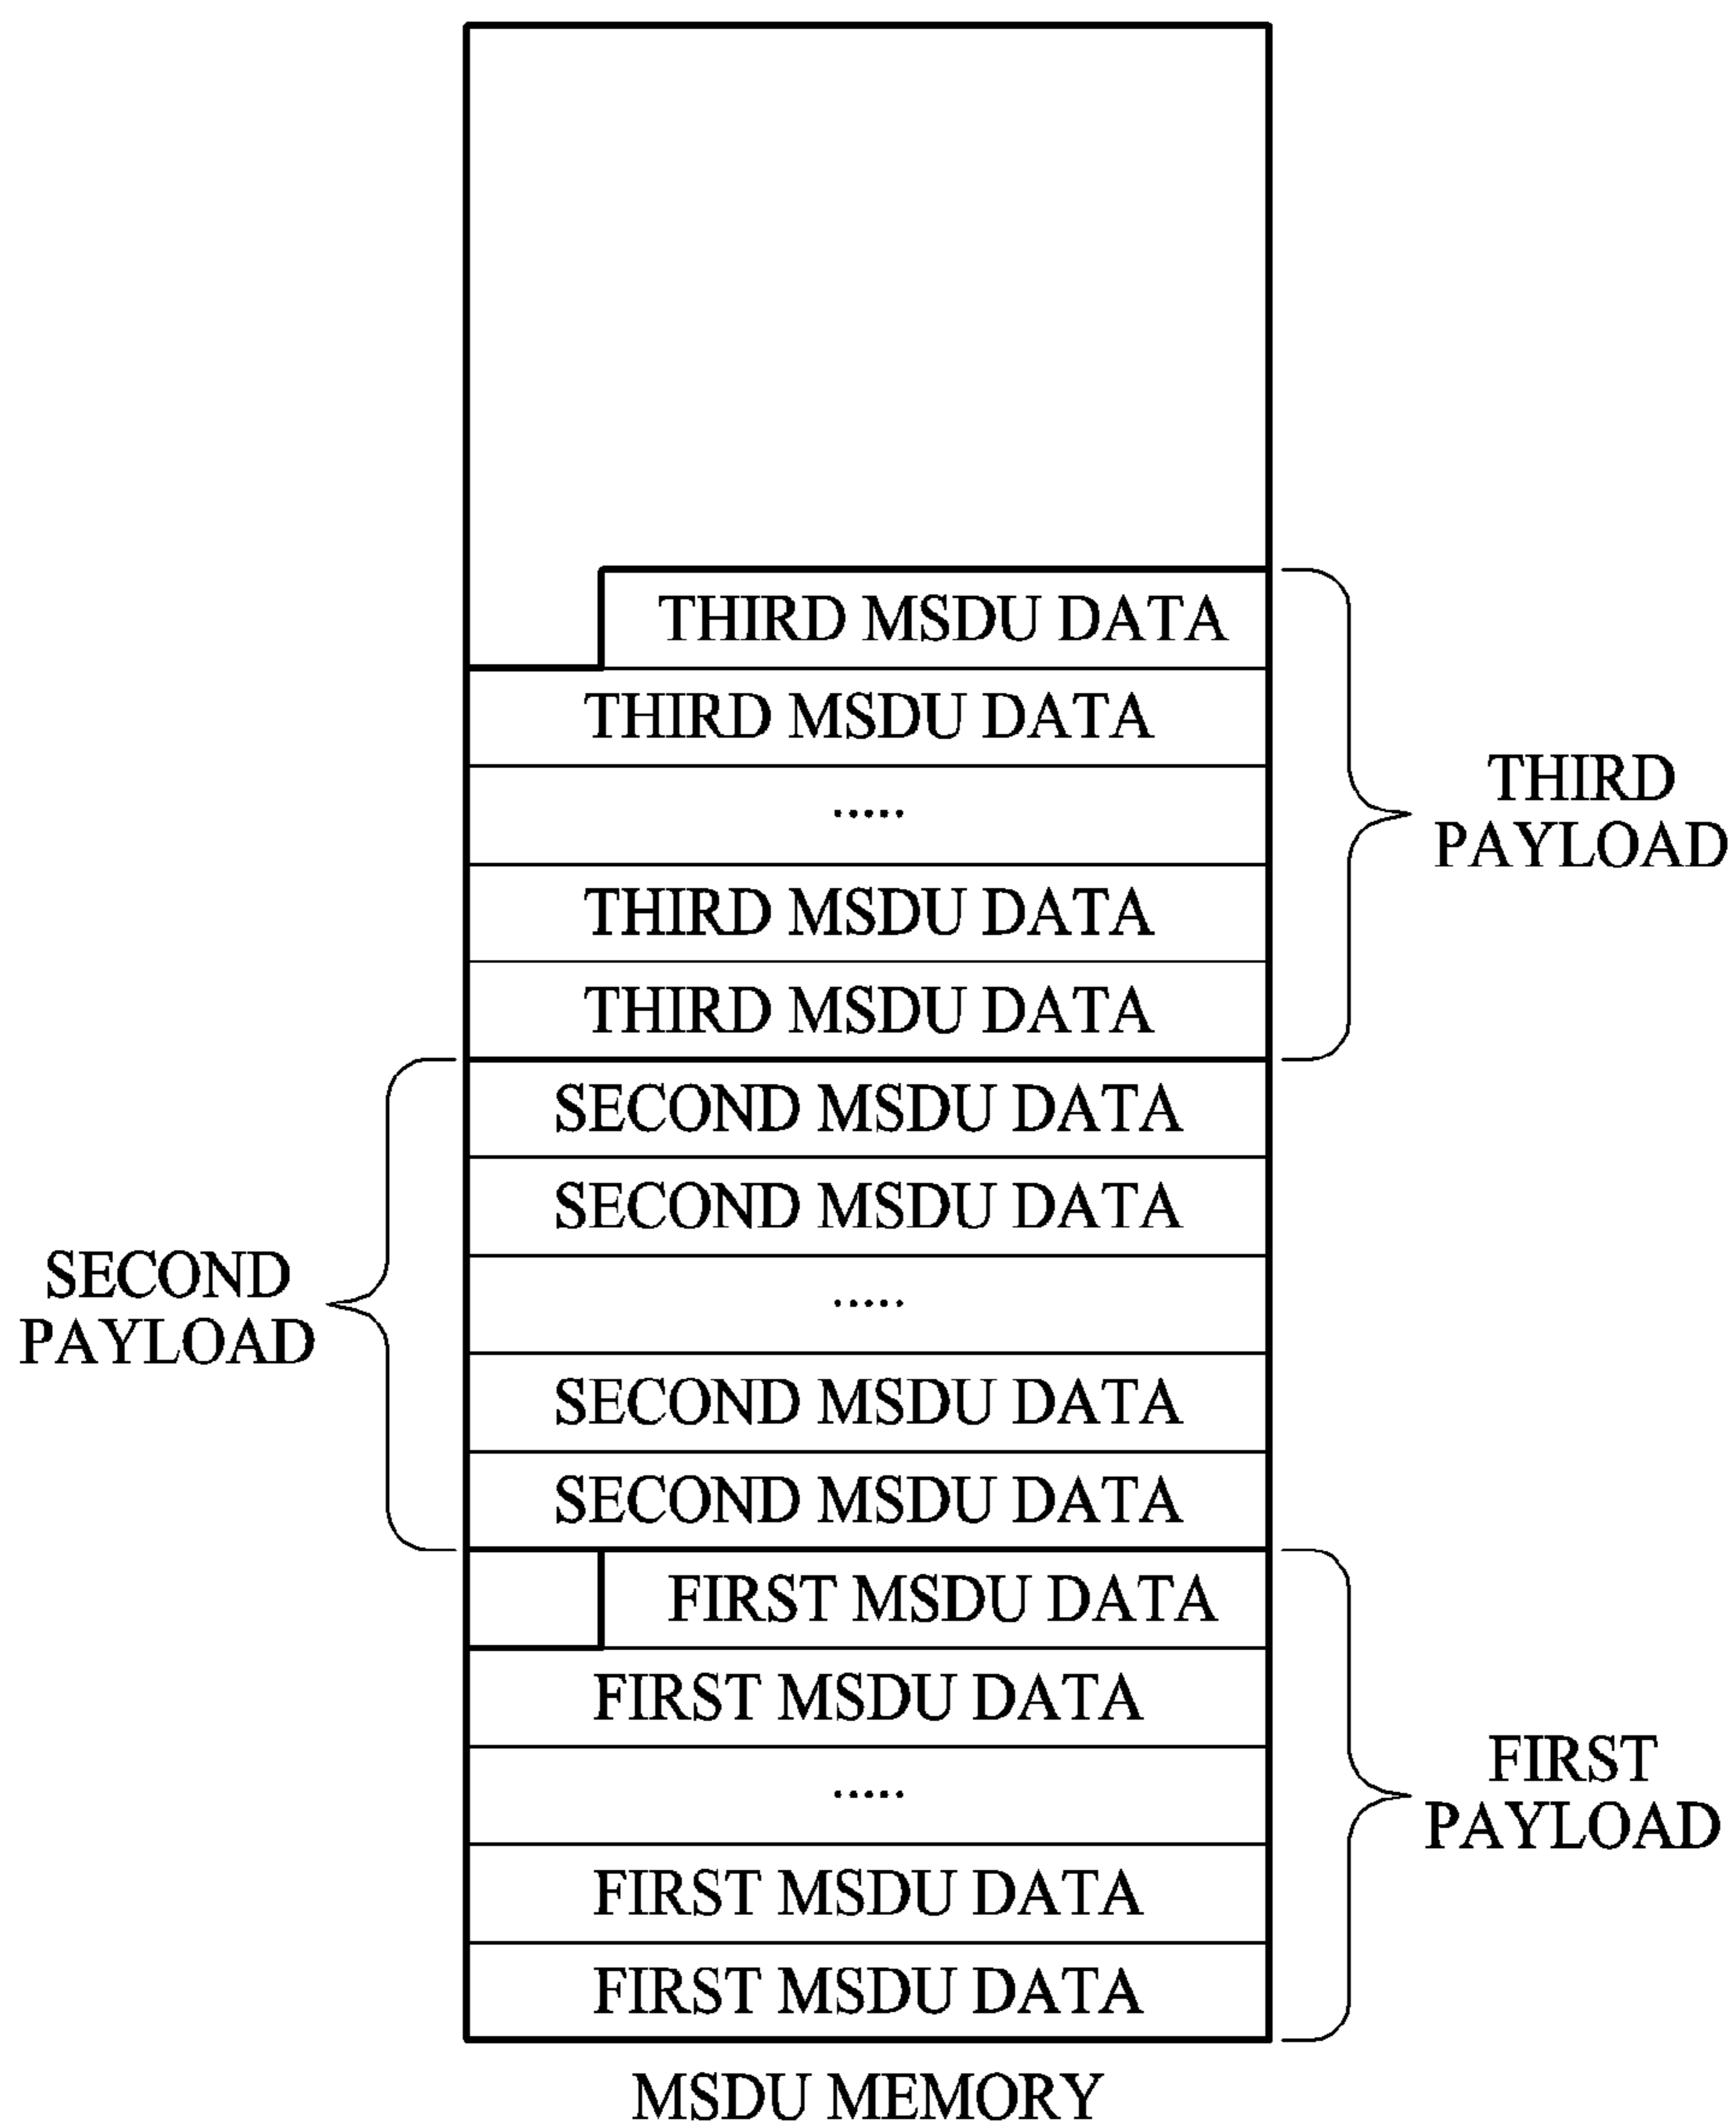 THIRD MSDU DATA
THIRD MSDU DATA
.....
THIRD MSDU DATA
THIRD MSDU DATA
THIRD
PAYLOAD
SECOND MSDU DATA
SECOND MSDU DATA
.....
SECOND MSDU DATA
SECOND MSDU DATA
SECOND
PAYLOAD
FIRST MSDU DATA
FIRST MSDU DATA
.....
FIRST MSDU DATA
FIRST MSDU DATA
FIRST
PAYLOAD
MSDU MEMORY